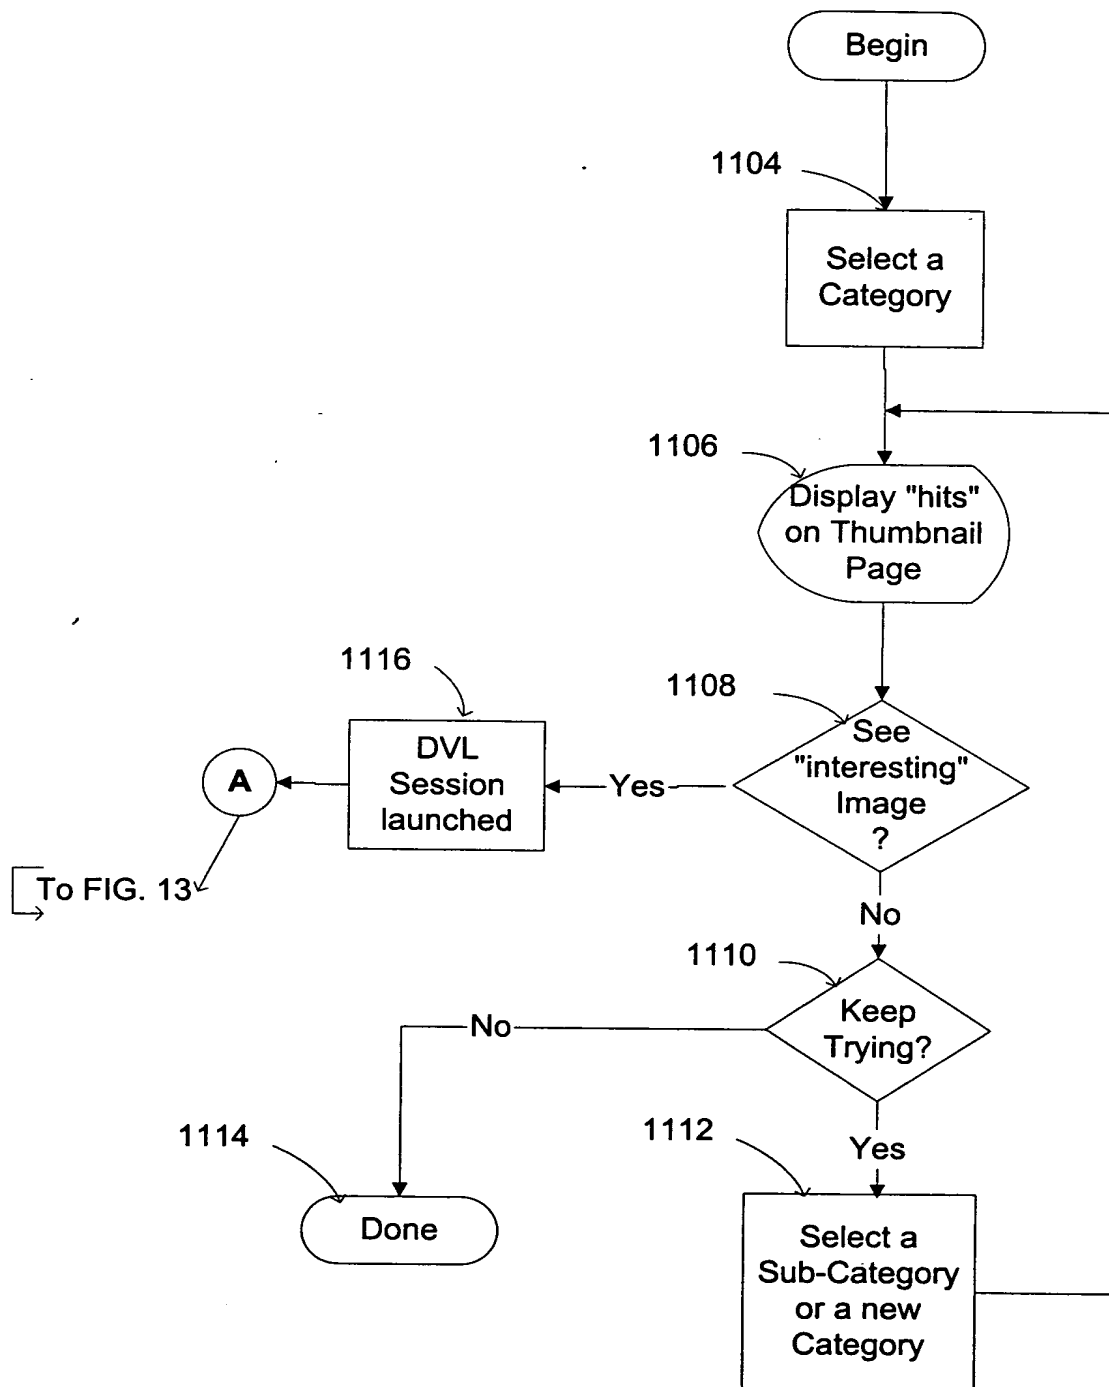 Begin
1104
Select a
Category
1106
Display "hits"
on Thumbnail
Page
1116
1108
DVL
Session
launched
See
"interesting"
Image
?
Yes
A
To FIG. 13
No
1110
Keep
Trying?
No
1114
1112
Yes
Done
Select a
Sub-Category
or a new
Category